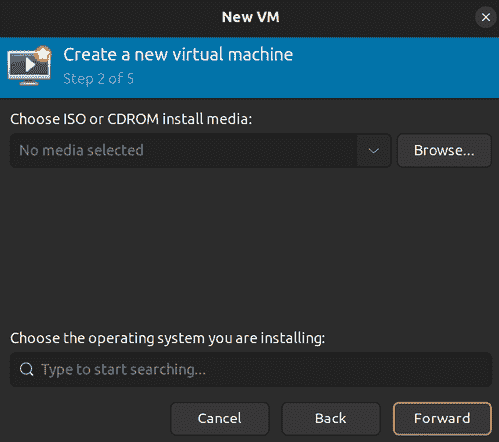 New VM
Create a new virtual machine
Step 2 of 5
Choose ISO or CDROM install media:
No media selected
Browse...
Choose the operating system you are installing:
Type to start searching...
Cancel
Back
Forward